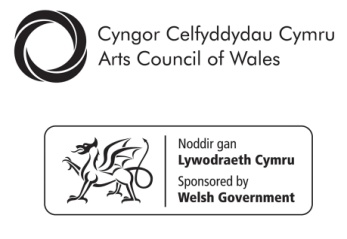 Cyngor Celfyddydau Cymru
Arts Council of Wales
Noddir gan
Lywodraeth Cymru
Sponsored by
Welsh Government